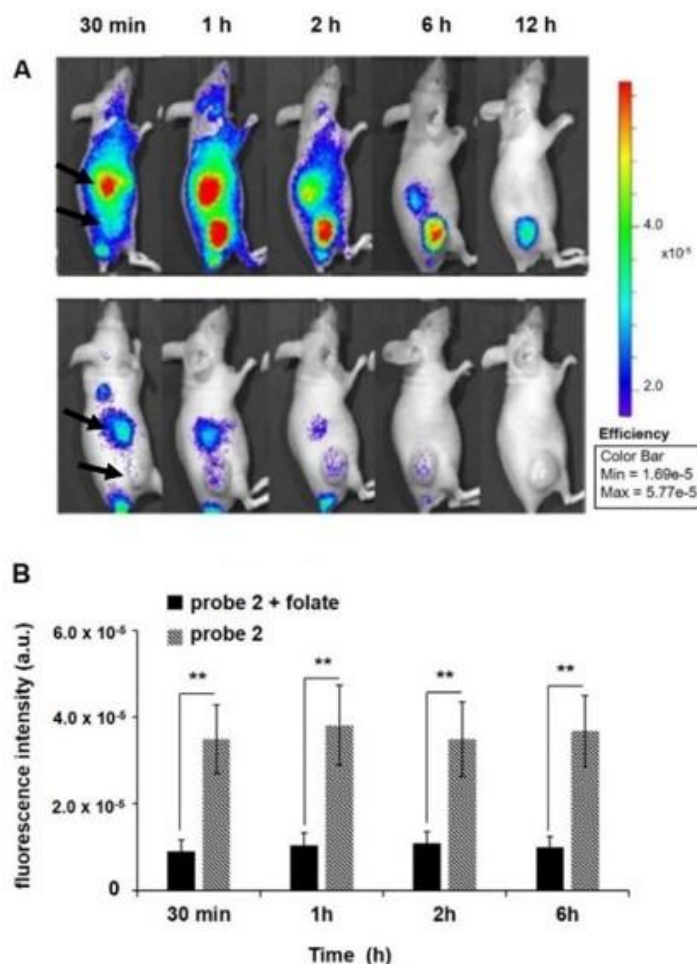 30 min 1 h 2 h 6 h 12 h
A
4.0
x10⁻⁵
2.0
Efficiency
Color Bar
Min = 1.69e-5
Max = 5.77e-5
B
probe 2 + folate
probe 2
fluorescence intensity (a.u.)
6.0 x 10⁻⁵
4.0 x 10⁻⁵
2.0 x 10⁻⁵
0
** ** ** **
30 min 1h 2h 6h
Time (h)